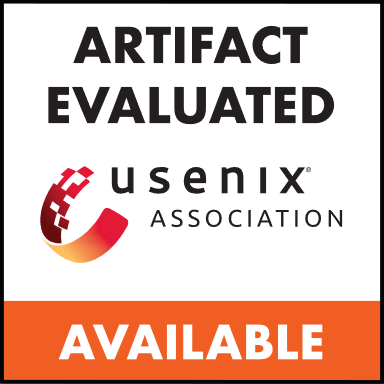 ARTIFACT
EVALUATED
usenix®
ASSOCIATION
AVAILABLE